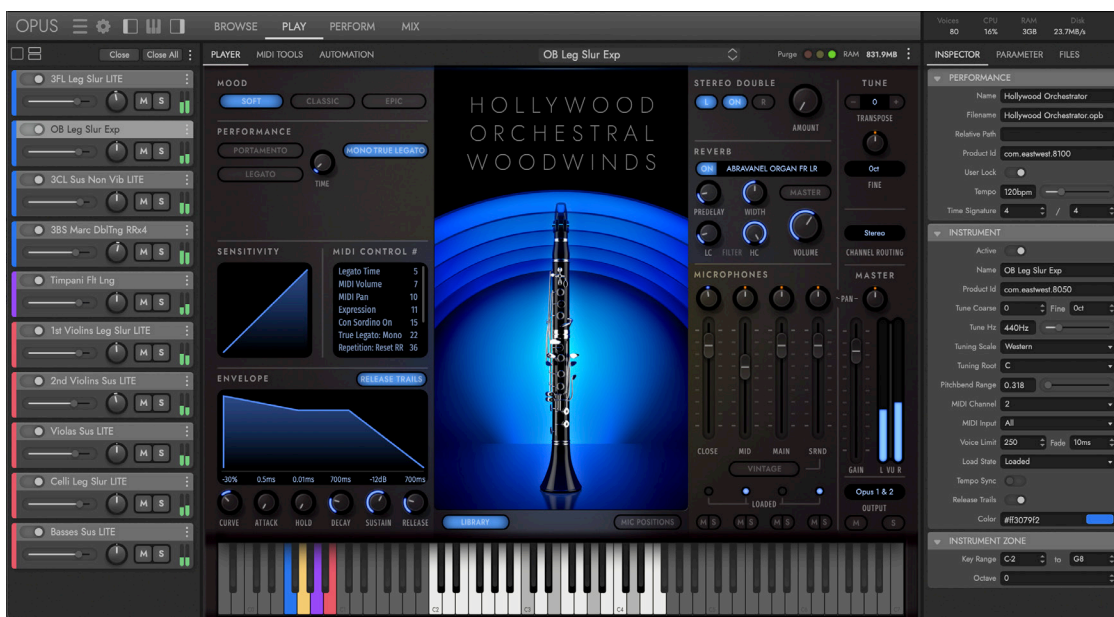 OPUS
BROWSE PLAY PERFORM MIX
Voices CPU RAM Disk
80 16% 3GB 23.7MB/s
Close Close All
PLAYER MIDI TOOLS AUTOMATION
OB Leg Slur Exp
Purge RAM 831.9MB
INSPECTOR PARAMETER FILES
3FL Leg Slur LITE
M S
OB Leg Slur Exp
M S
3CL Sus Non Vib LITE
M S
3BS Marc DblTng RRx4
M S
Timpani Flt Lng
M S
1st Violins Leg Slur LITE
M S
2nd Violins Sus LITE
M S
Violas Sus LITE
M S
Celli Leg Slur LITE
M S
Basses Sus LITE
M S
MOOD
SOFT CLASSIC EPIC
PERFORMANCE
PORTAMENTO
LEGATO
TIME
MONO TRUE LEGATO
SENSITIVITY
MIDI CONTROL #
Legato Time 5
MIDI Volume 7
MIDI Pan 10
Expression 11
Con Sordino On 15
True Legato: Mono 22
Repetition: Reset RR 36
ENVELOPE
RELEASE TRAILS
-30% 0.5ms 0.01ms 700ms -12dB 700ms
CURVE ATTACK HOLD DECAY SUSTAIN RELEASE
HOLLYWOOD
ORCHESTRAL
WOODWINDS
LIBRARY
MIC POSITIONS
STEREO DOUBLE
L ON R
AMOUNT
REVERB
ON ABRAVANEL ORGAN FR LR
PREDELAY WIDTH
MASTER
LC FILTER HC
VOLUME
MICROPHONES
-PAN-
CLOSE MID MAIN SRND
VINTAGE
LOADED
M S M S M S M S
TUNE
- 0 +
TRANSPOSE
0ct
FINE
Stereo
CHANNEL ROUTING
MASTER
GAIN L VU R
Opus 1 & 2
OUTPUT
M S
C2 C3 C4
PERFORMANCE
Name Hollywood Orchestrator
Filename Hollywood Orchestrator.opb
Relative Path
Product Id com.eastwest.8100
User Lock
Tempo 120bpm
Time Signature 4 / 4
INSTRUMENT
Active
Name OB Leg Slur Exp
Product Id com.eastwest.8050
Tune Coarse 0 Fine 0ct
Tune Hz 440Hz
Tuning Scale Western
Tuning Root C
Pitchbend Range 0.318
MIDI Channel 2
MIDI Input All
Voice Limit 250 Fade 10ms
Load State Loaded
Tempo Sync
Release Trails
Color #ff3079f2
INSTRUMENT ZONE
Key Range C-2 to G8
Octave 0